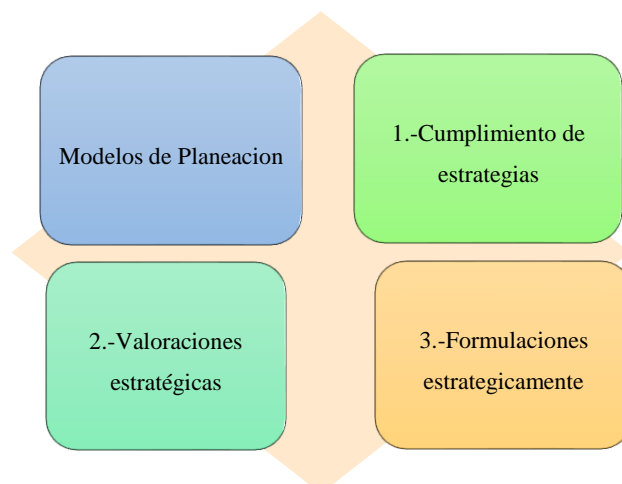 Modelos de Planeacion
1.-Cumplimiento de
estrategias
2.-Valoraciones
estratégicas
3.-Formulaciones
estrategicamente